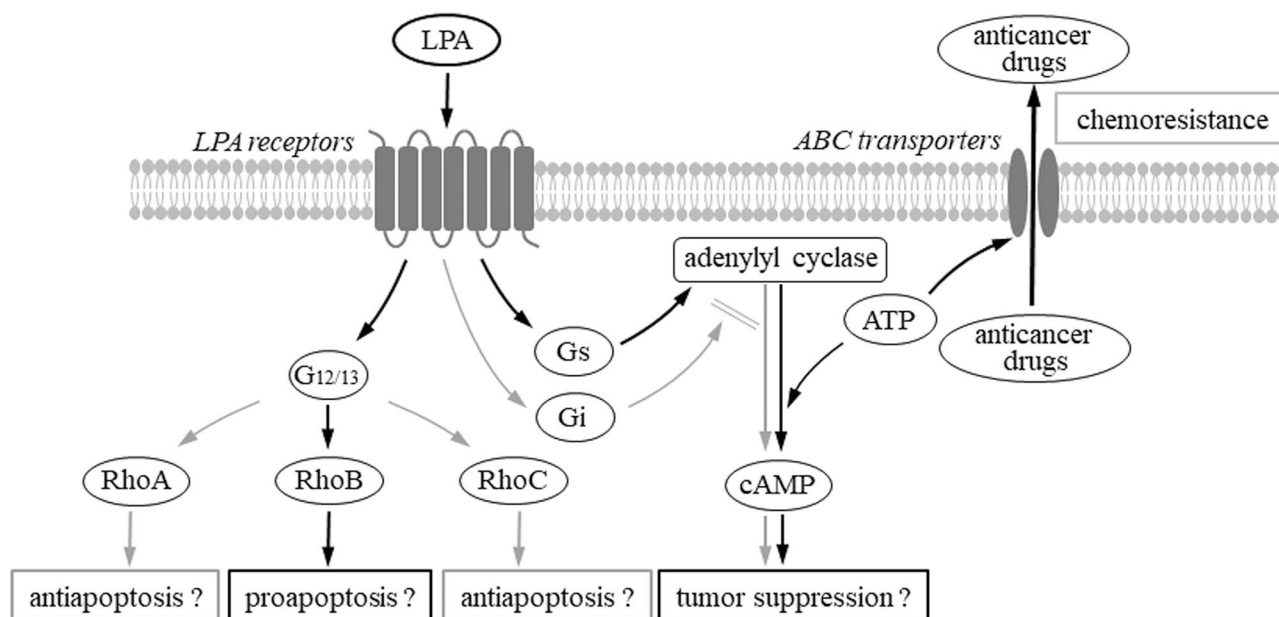 LPA
anticancer
drugs
chemoresistance
LPA receptors
ABC transporters
adenylyl cyclase
ATP
anticancer
drugs
Gs
G12/13
Gi
RhoA
RhoB
RhoC
cAMP
antiapoptosis ?
proapoptosis ?
antiapoptosis ?
tumor suppression ?